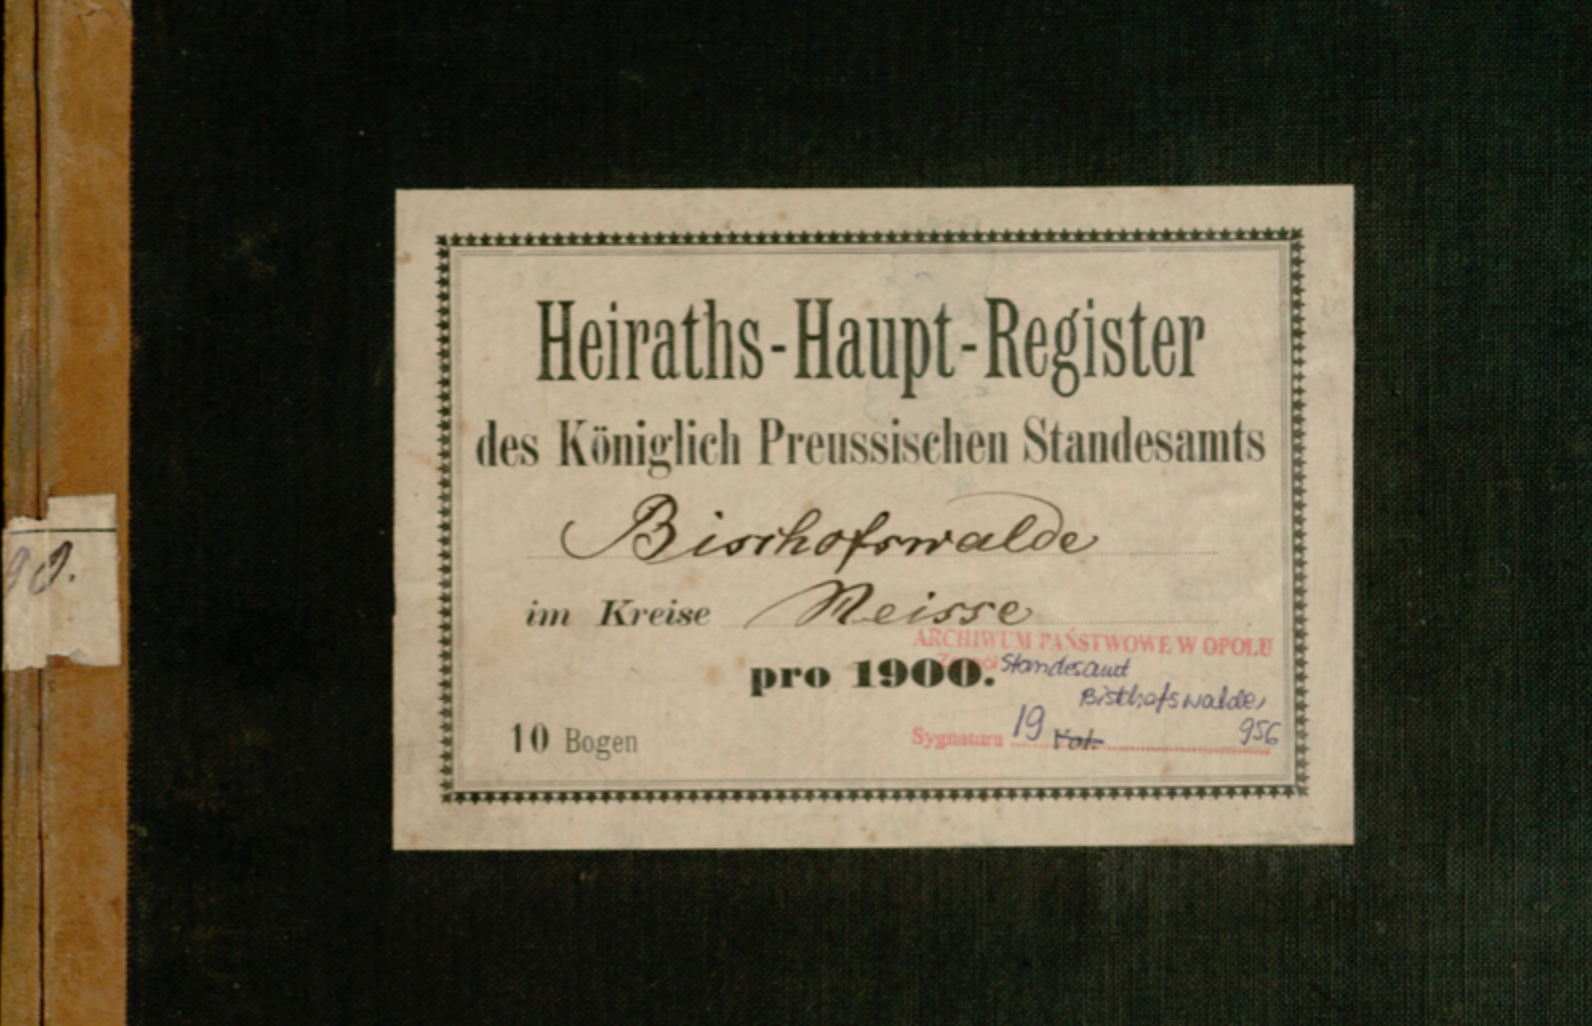 Heiraths-Haupt-Register
des Königlich Preussischen Standesamts
Bischofswalde
im Kreise Neisse
ARCHIWUM PAŃSTWOWE W OPOLU
pro 1900. Standesamt
Bischofswalde,
10 Bogen
Sygnatura 19 956